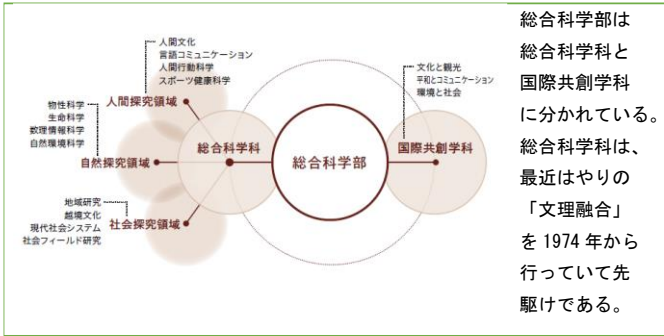 人間文化
言語コミュニケーション
人間行動科学
スポーツ健康科学
人間探究領域
物性科学
生命科学
数理情報科学
自然環境科学
自然探究領域
地域研究
越境文化
現代社会システム
社会フィールド研究
社会探究領域
総合科学科
総合科学部
文化と観光
平和とコミュニケーション
環境と社会
国際共創学科
総合科学部は
総合科学科と
国際共創学科
に分かれている。
総合科学科は、
最近はやりの
「文理融合」
を 1974 年から
行っていて先
駆けである。